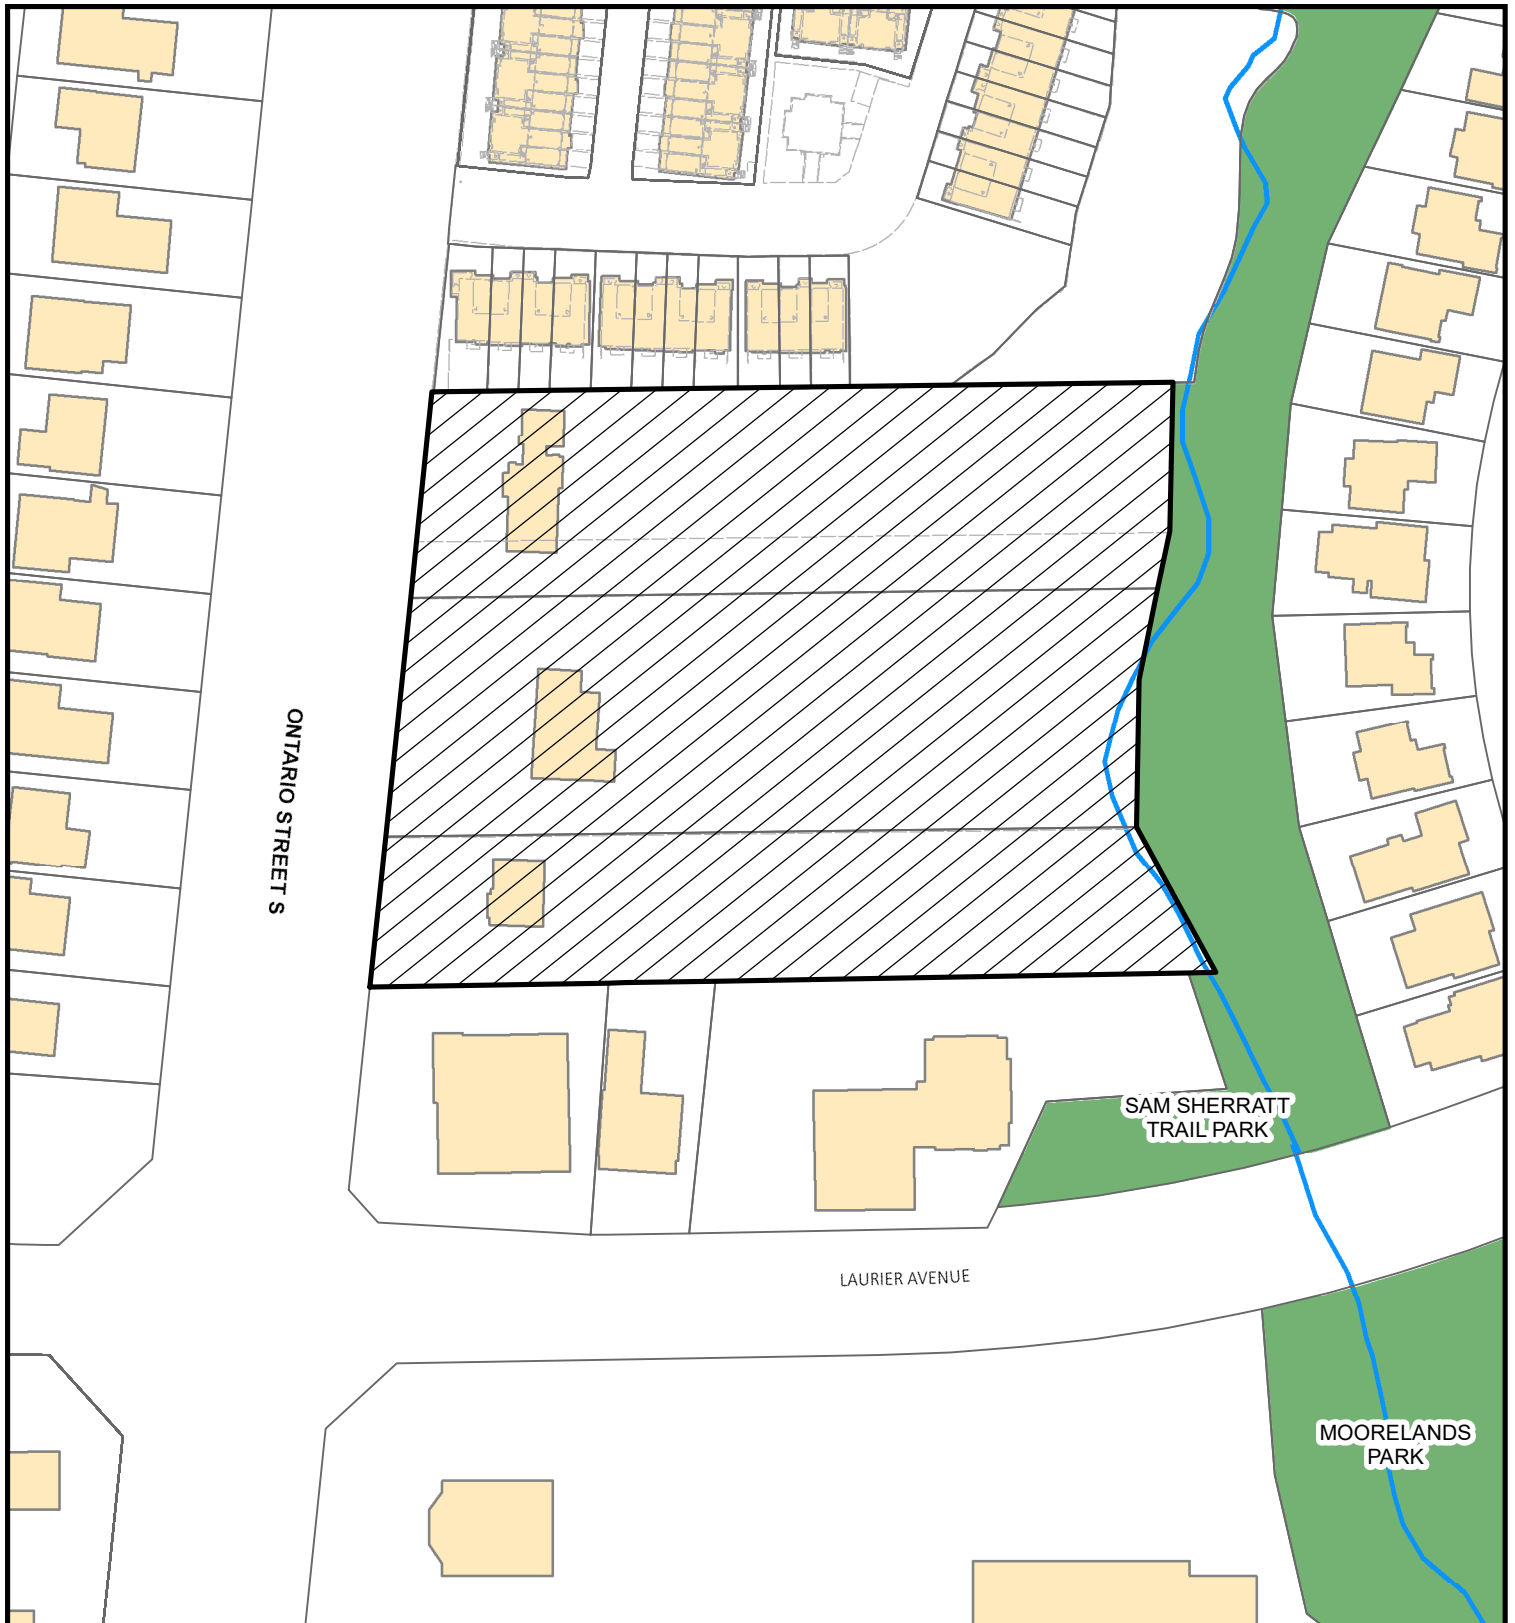 ONTARIO STREET S
SAM SHERRATT
TRAIL PARK
LAURIER AVENUE
MOORELANDS
PARK